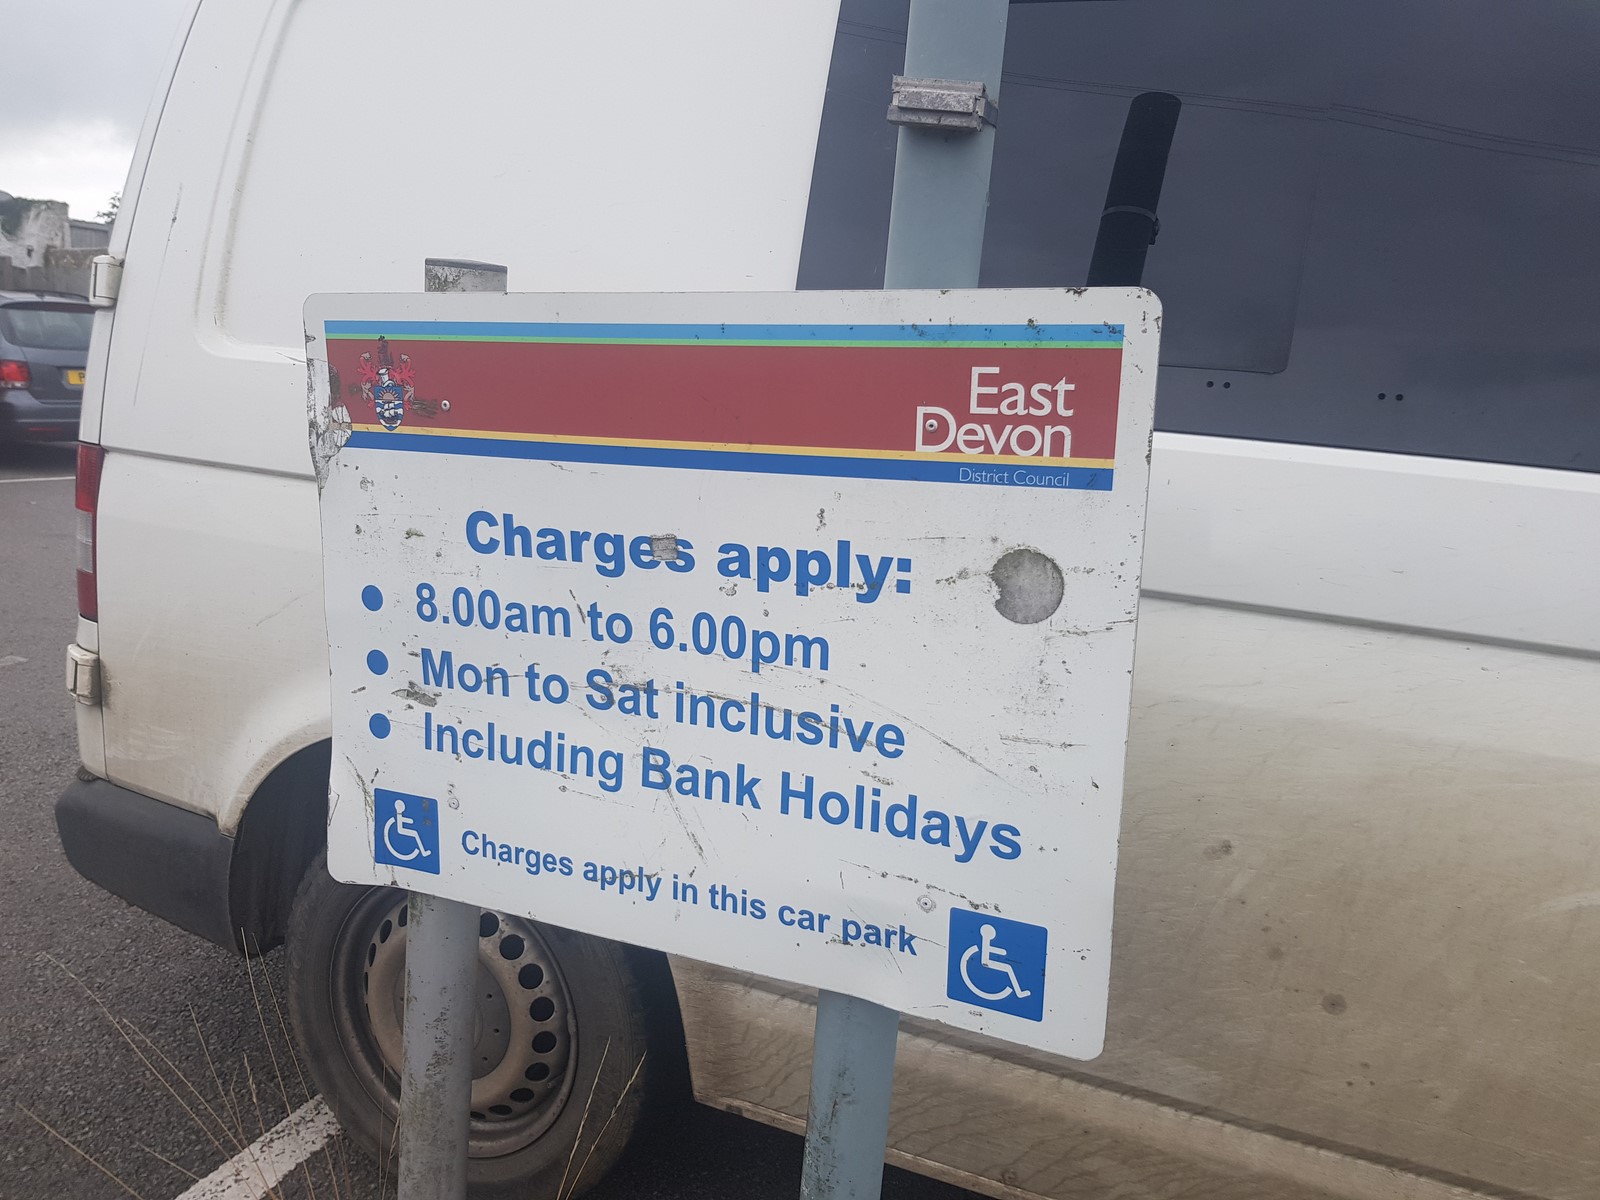 East
Devon
District Council
Charges apply:
• 8.00am to 6.00pm
• Mon to Sat inclusive
• Including Bank Holidays
Charges apply in this car park